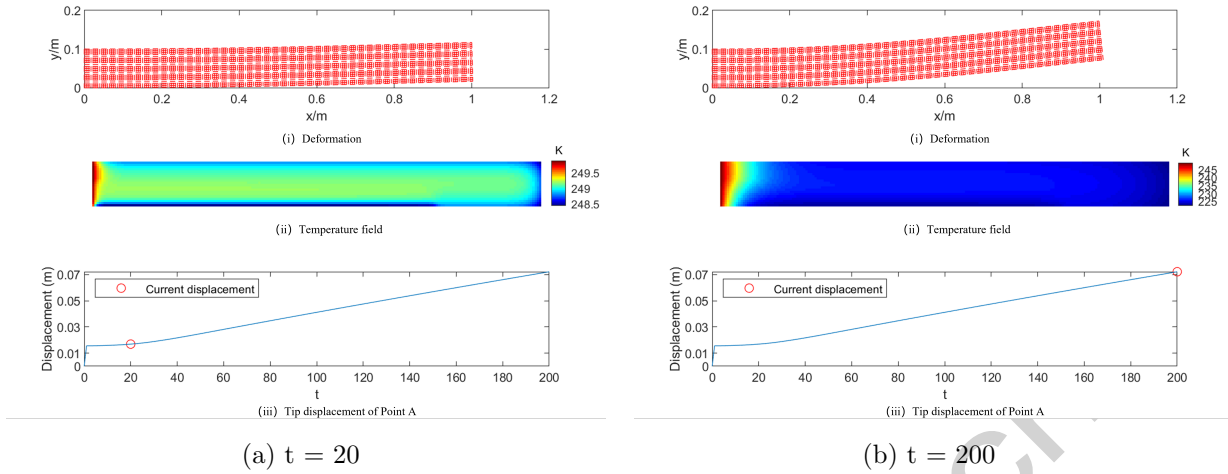 0.2
0.1
0
y/m
0 0.2 0.4 0.6 0.8 1 1.2
x/m
(i) Deformation
K
249.5
249
248.5
(ii) Temperature field
0.07
0.05
0.03
0.01
0
Displacement (m)
Current displacement
0 20 40 60 80 100 120 140 160 180 200
t
(iii) Tip displacement of Point A
(a) t = 20
0.2
0.1
0
y/m
0 0.2 0.4 0.6 0.8 1 1.2
x/m
(i) Deformation
K
245
240
235
230
225
(ii) Temperature field
0.07
0.05
0.03
0.01
0
Displacement (m)
Current displacement
0 20 40 60 80 100 120 140 160 180 200
t
(iii) Tip displacement of Point A
(b) t = 200